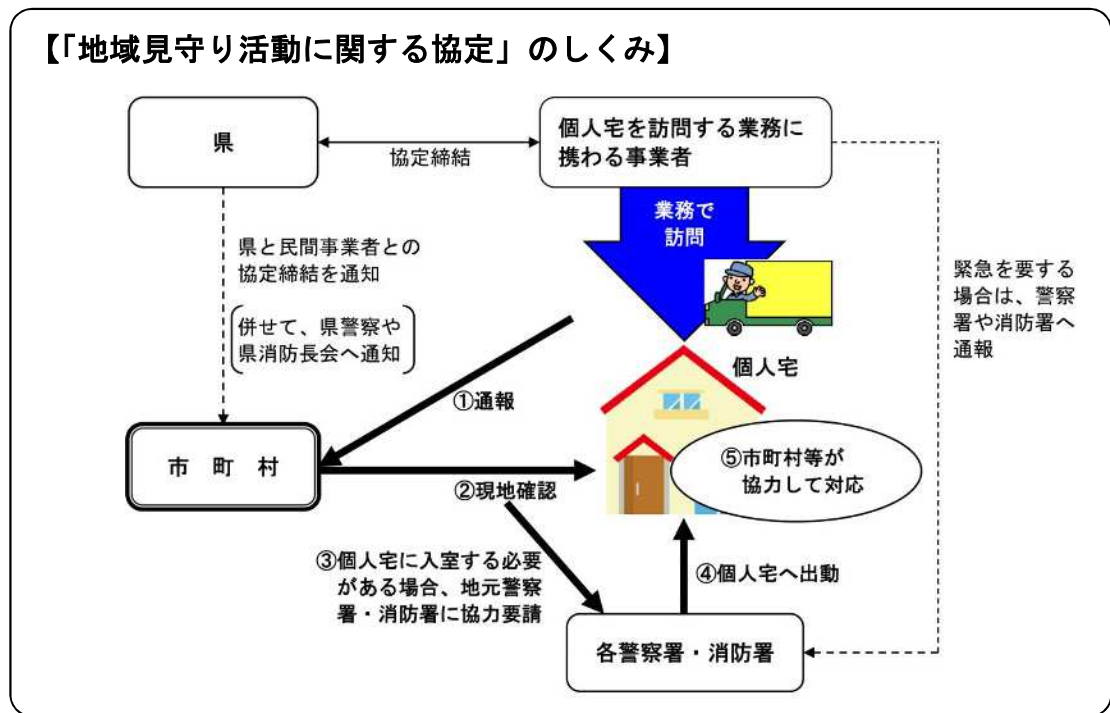 【「地域見守り活動に関する協定」のしくみ】
県
協定締結
個人宅を訪問する業務に
携わる事業者
業務で
訪問
県と民間事業者との
協定締結を通知
併せて、県警察や
県消防長会へ通知
緊急を要する
場合は、警察
署や消防署へ
通報
個人宅
①通報
市町村
②現地確認
⑤市町村等が
協力して対応
③個人宅に入室する必要
がある場合、地元警察
署・消防署に協力要請
④個人宅へ出動
各警察署・消防署